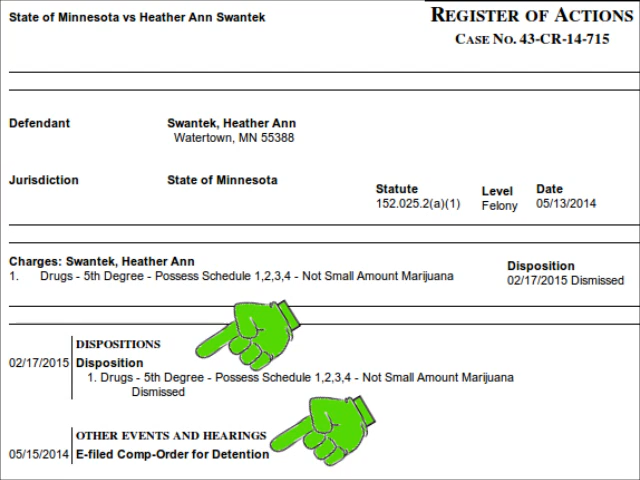 State of Minnesota vs Heather Ann Swantek
REGISTER OF ACTIONS
CASE NO. 43-CR-14-715
Defendant
Swantek, Heather Ann
Watertown, MN 55388
Jurisdiction
State of Minnesota
Statute Level Date
152.025.2(a)(1) Felony 05/13/2014
Charges: Swantek, Heather Ann
1. Drugs - 5th Degree - Possess Schedule 1,2,3,4 - Not Small Amount Marijuana
Disposition
02/17/2015 Dismissed
DISPOSITIONS
02/17/2015 Disposition
1. Drugs - 5th Degree - Possess Schedule 1,2,3,4 - Not Small Amount Marijuana
Dismissed
OTHER EVENTS AND HEARINGS
05/15/2014 E-filed Comp-Order for Detention